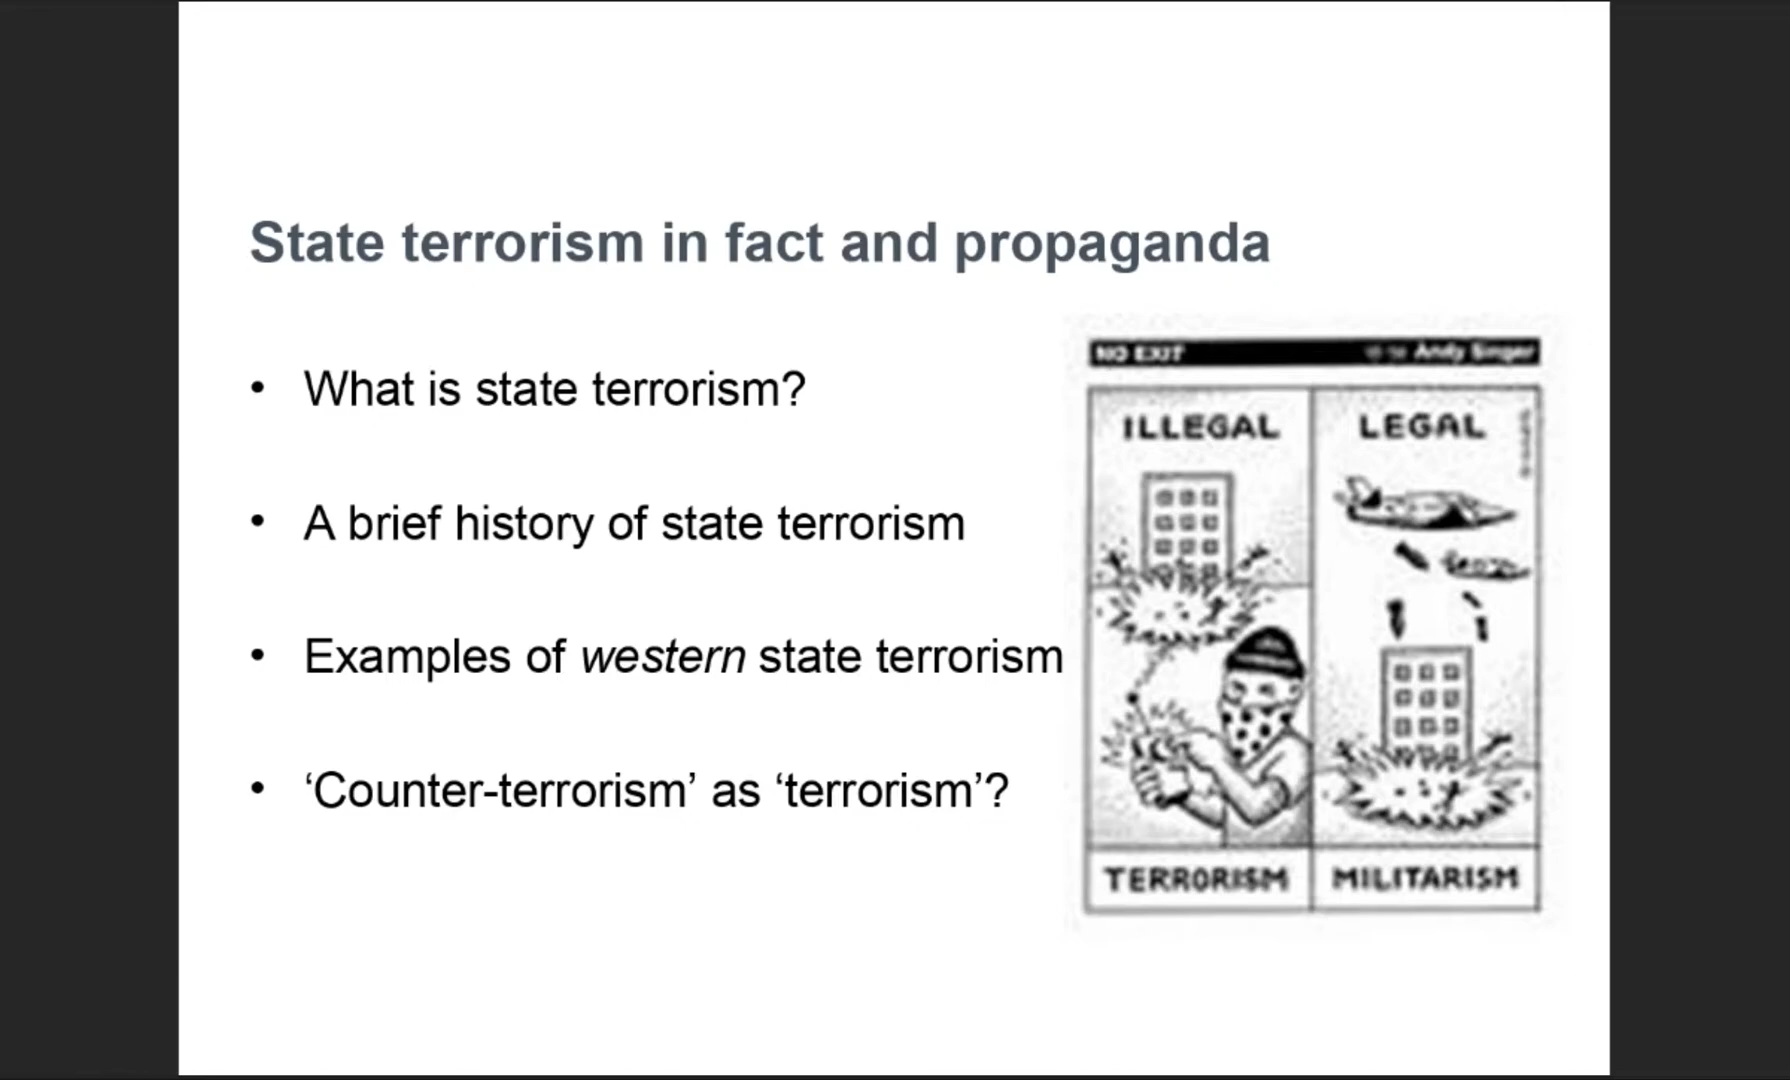 State terrorism in fact and propaganda
• What is state terrorism?
• A brief history of state terrorism
• Examples of western state terrorism
• ‘Counter-terrorism’ as ‘terrorism’?
NO EXIT
Andy Singer
ILLEGAL
LEGAL
TERRORISM
MILITARISM